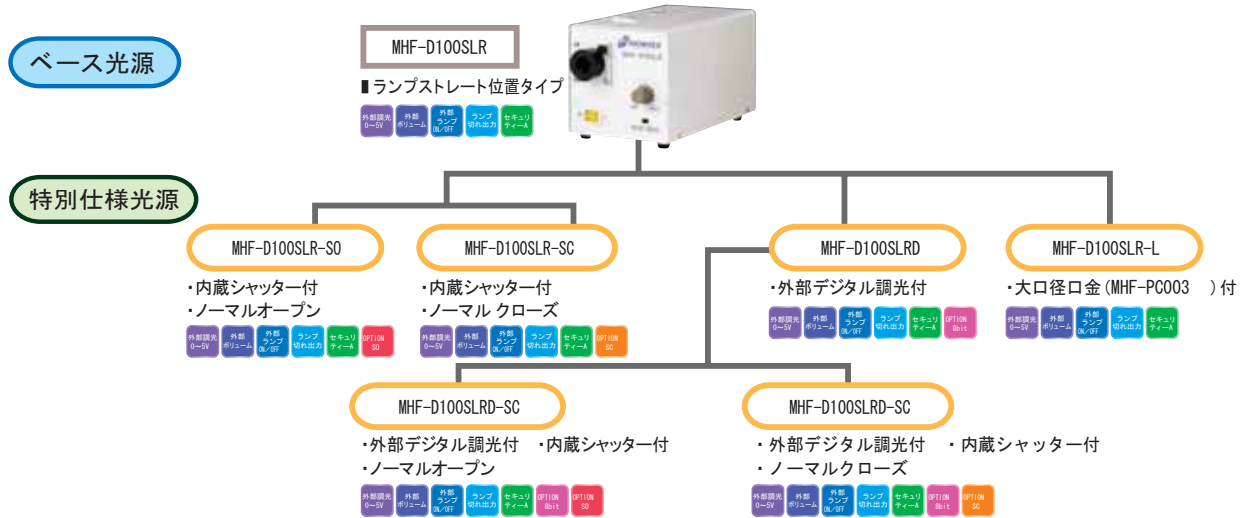 ベース光源
MHF-D100SLR
■ランプストレート位置タイプ
外部調光 0~5V
外部 ボリューム
外部 ランプ ON/OFF
ランプ 切れ出力
セキュリ ティーA
特別仕様光源
MHF-D100SLR-SO
・内蔵シャッター付
・ノーマルオープン
外部調光 0~5V
外部 ボリューム
外部 ランプ ON/OFF
ランプ 切れ出力
セキュリ ティーA
OPTION SO
MHF-D100SLR-SC
・内蔵シャッター付
・ノーマル クローズ
外部調光 0~5V
外部 ボリューム
外部 ランプ ON/OFF
ランプ 切れ出力
セキュリ ティーA
OPTION SC
MHF-D100SLRD
・外部デジタル調光付
外部調光 0~5V
外部 ボリューム
外部 ランプ ON/OFF
ランプ 切れ出力
セキュリ ティーA
OPTION 8bit
MHF-D100SLR-L
・大口径口金(MHF-PC003 )付
外部調光 0~5V
外部 ボリューム
外部 ランプ ON/OFF
ランプ 切れ出力
セキュリ ティーA
MHF-D100SLRD-SC
・外部デジタル調光付 ・内蔵シャッター付
・ノーマルオープン
外部調光 0~5V
外部 ボリューム
外部 ランプ ON/OFF
ランプ 切れ出力
セキュリ ティーA
OPTION 8bit
OPTION SO
MHF-D100SLRD-SC
・外部デジタル調光付 ・内蔵シャッター付
・ノーマルクローズ
外部調光 0~5V
外部 ボリューム
外部 ランプ ON/OFF
ランプ 切れ出力
セキュリ ティーA
OPTION 8bit
OPTION SC